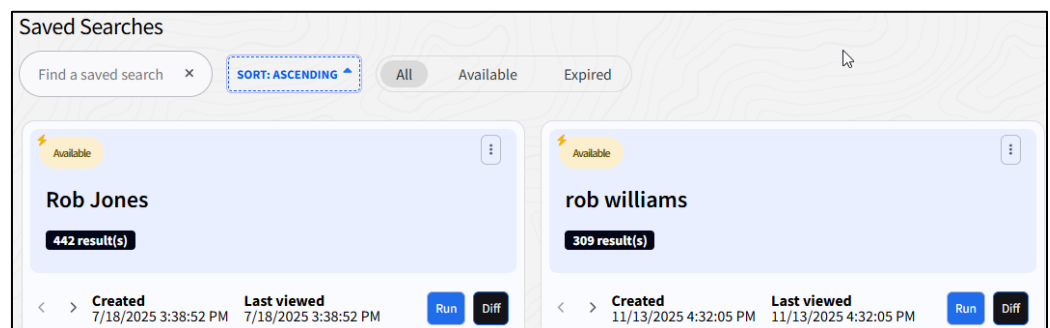 Saved Searches
Find a saved search × SORT: ASCENDING All Available Expired
Available
Rob Jones
442 result(s)
Created Last viewed
7/18/2025 3:38:52 PM 7/18/2025 3:38:52 PM Run Diff
Available
rob williams
309 result(s)
Created Last viewed
11/13/2025 4:32:05 PM 11/13/2025 4:32:05 PM Run Diff